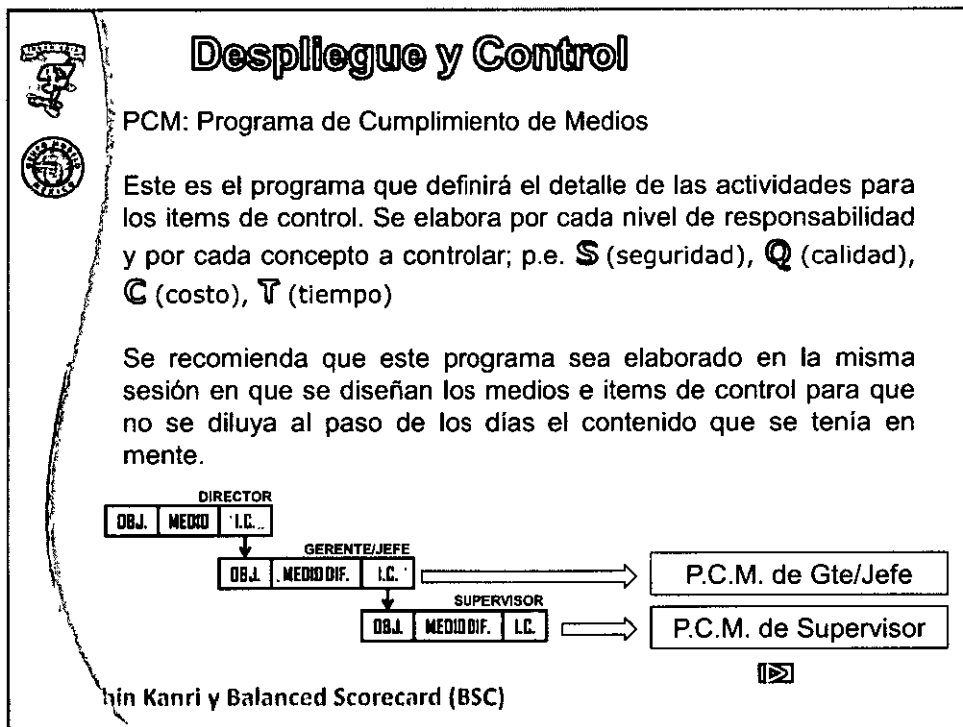 Despliegue y Control
PCM: Programa de Cumplimiento de Medios
Este es el programa que definirá el detalle de las actividades para
los items de control. Se elabora por cada nivel de responsabilidad
y por cada concepto a controlar; p.e. S (seguridad), Q (calidad),
C (costo), T (tiempo)
Se recomienda que este programa sea elaborado en la misma
sesión en que se diseñan los medios e items de control para que
no se diluya al paso de los días el contenido que se tenía en
mente.
DIRECTOR
OBJ. MEDIO I.C.
GERENTE/JEFE
OBJ. MEDIO DIF. I.C.
P.C.M. de Gte/Jefe
SUPERVISOR
OBJ. MEDIO DIF. I.C.
P.C.M. de Supervisor
hin Kanri y Balanced Scorecard (BSC)